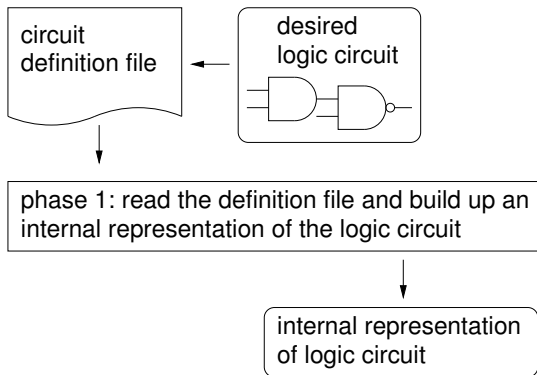 circuit
definition file
desired
logic circuit
phase 1: read the definition file and build up an
internal representation of the logic circuit
internal representation
of logic circuit